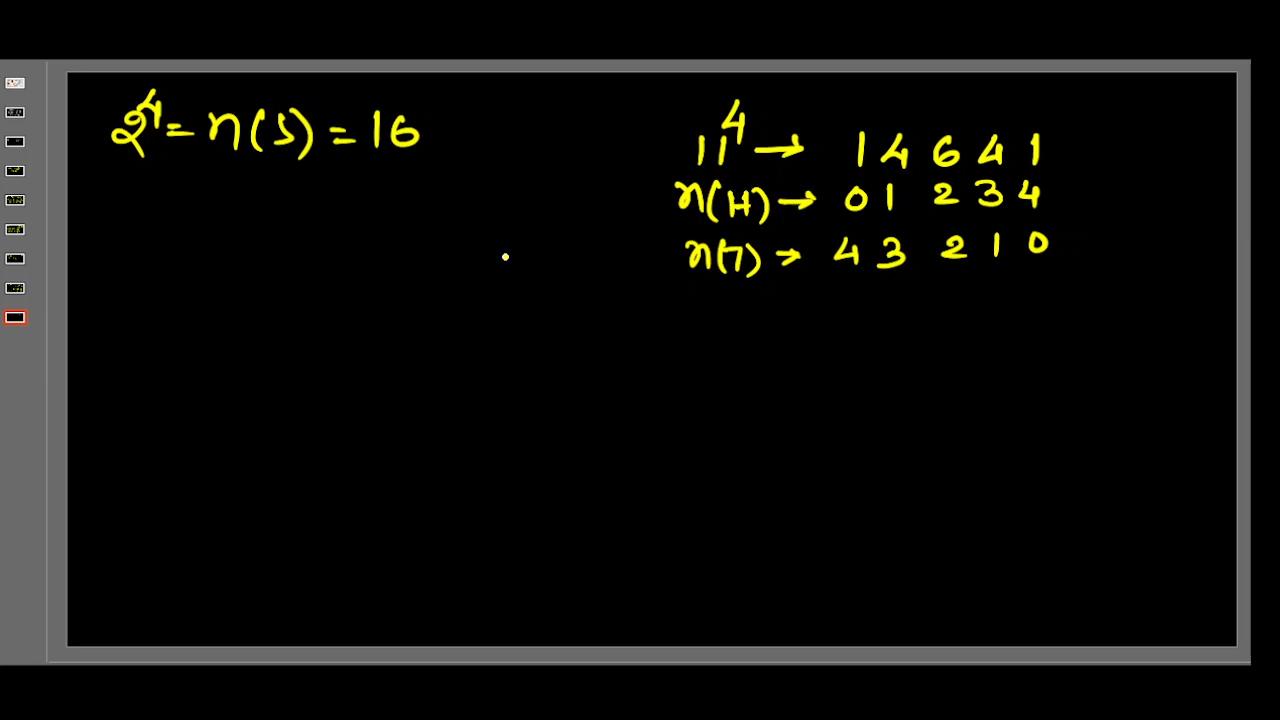 2⁴ = n(S) = 16
11⁴ → 1 4 6 4 1
n(H) → 0 1 2 3 4
n(T) → 4 3 2 1 0